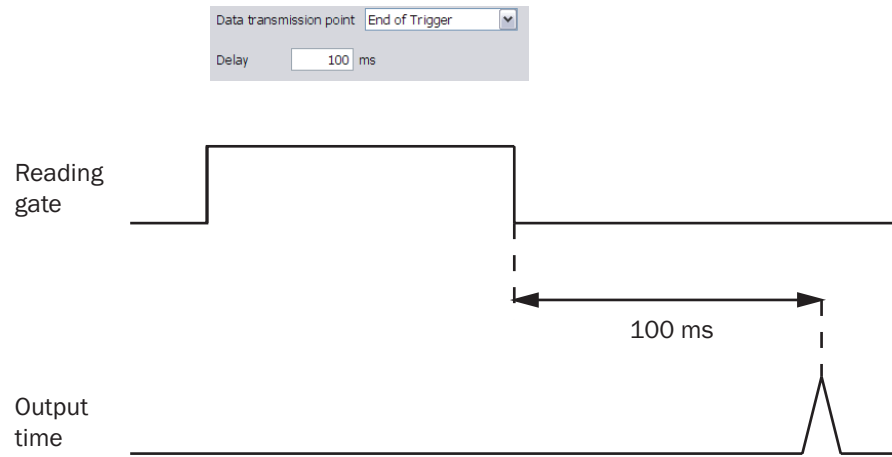 Data transmission point End of Trigger
Delay 100 ms
Reading
gate
100 ms
Output
time